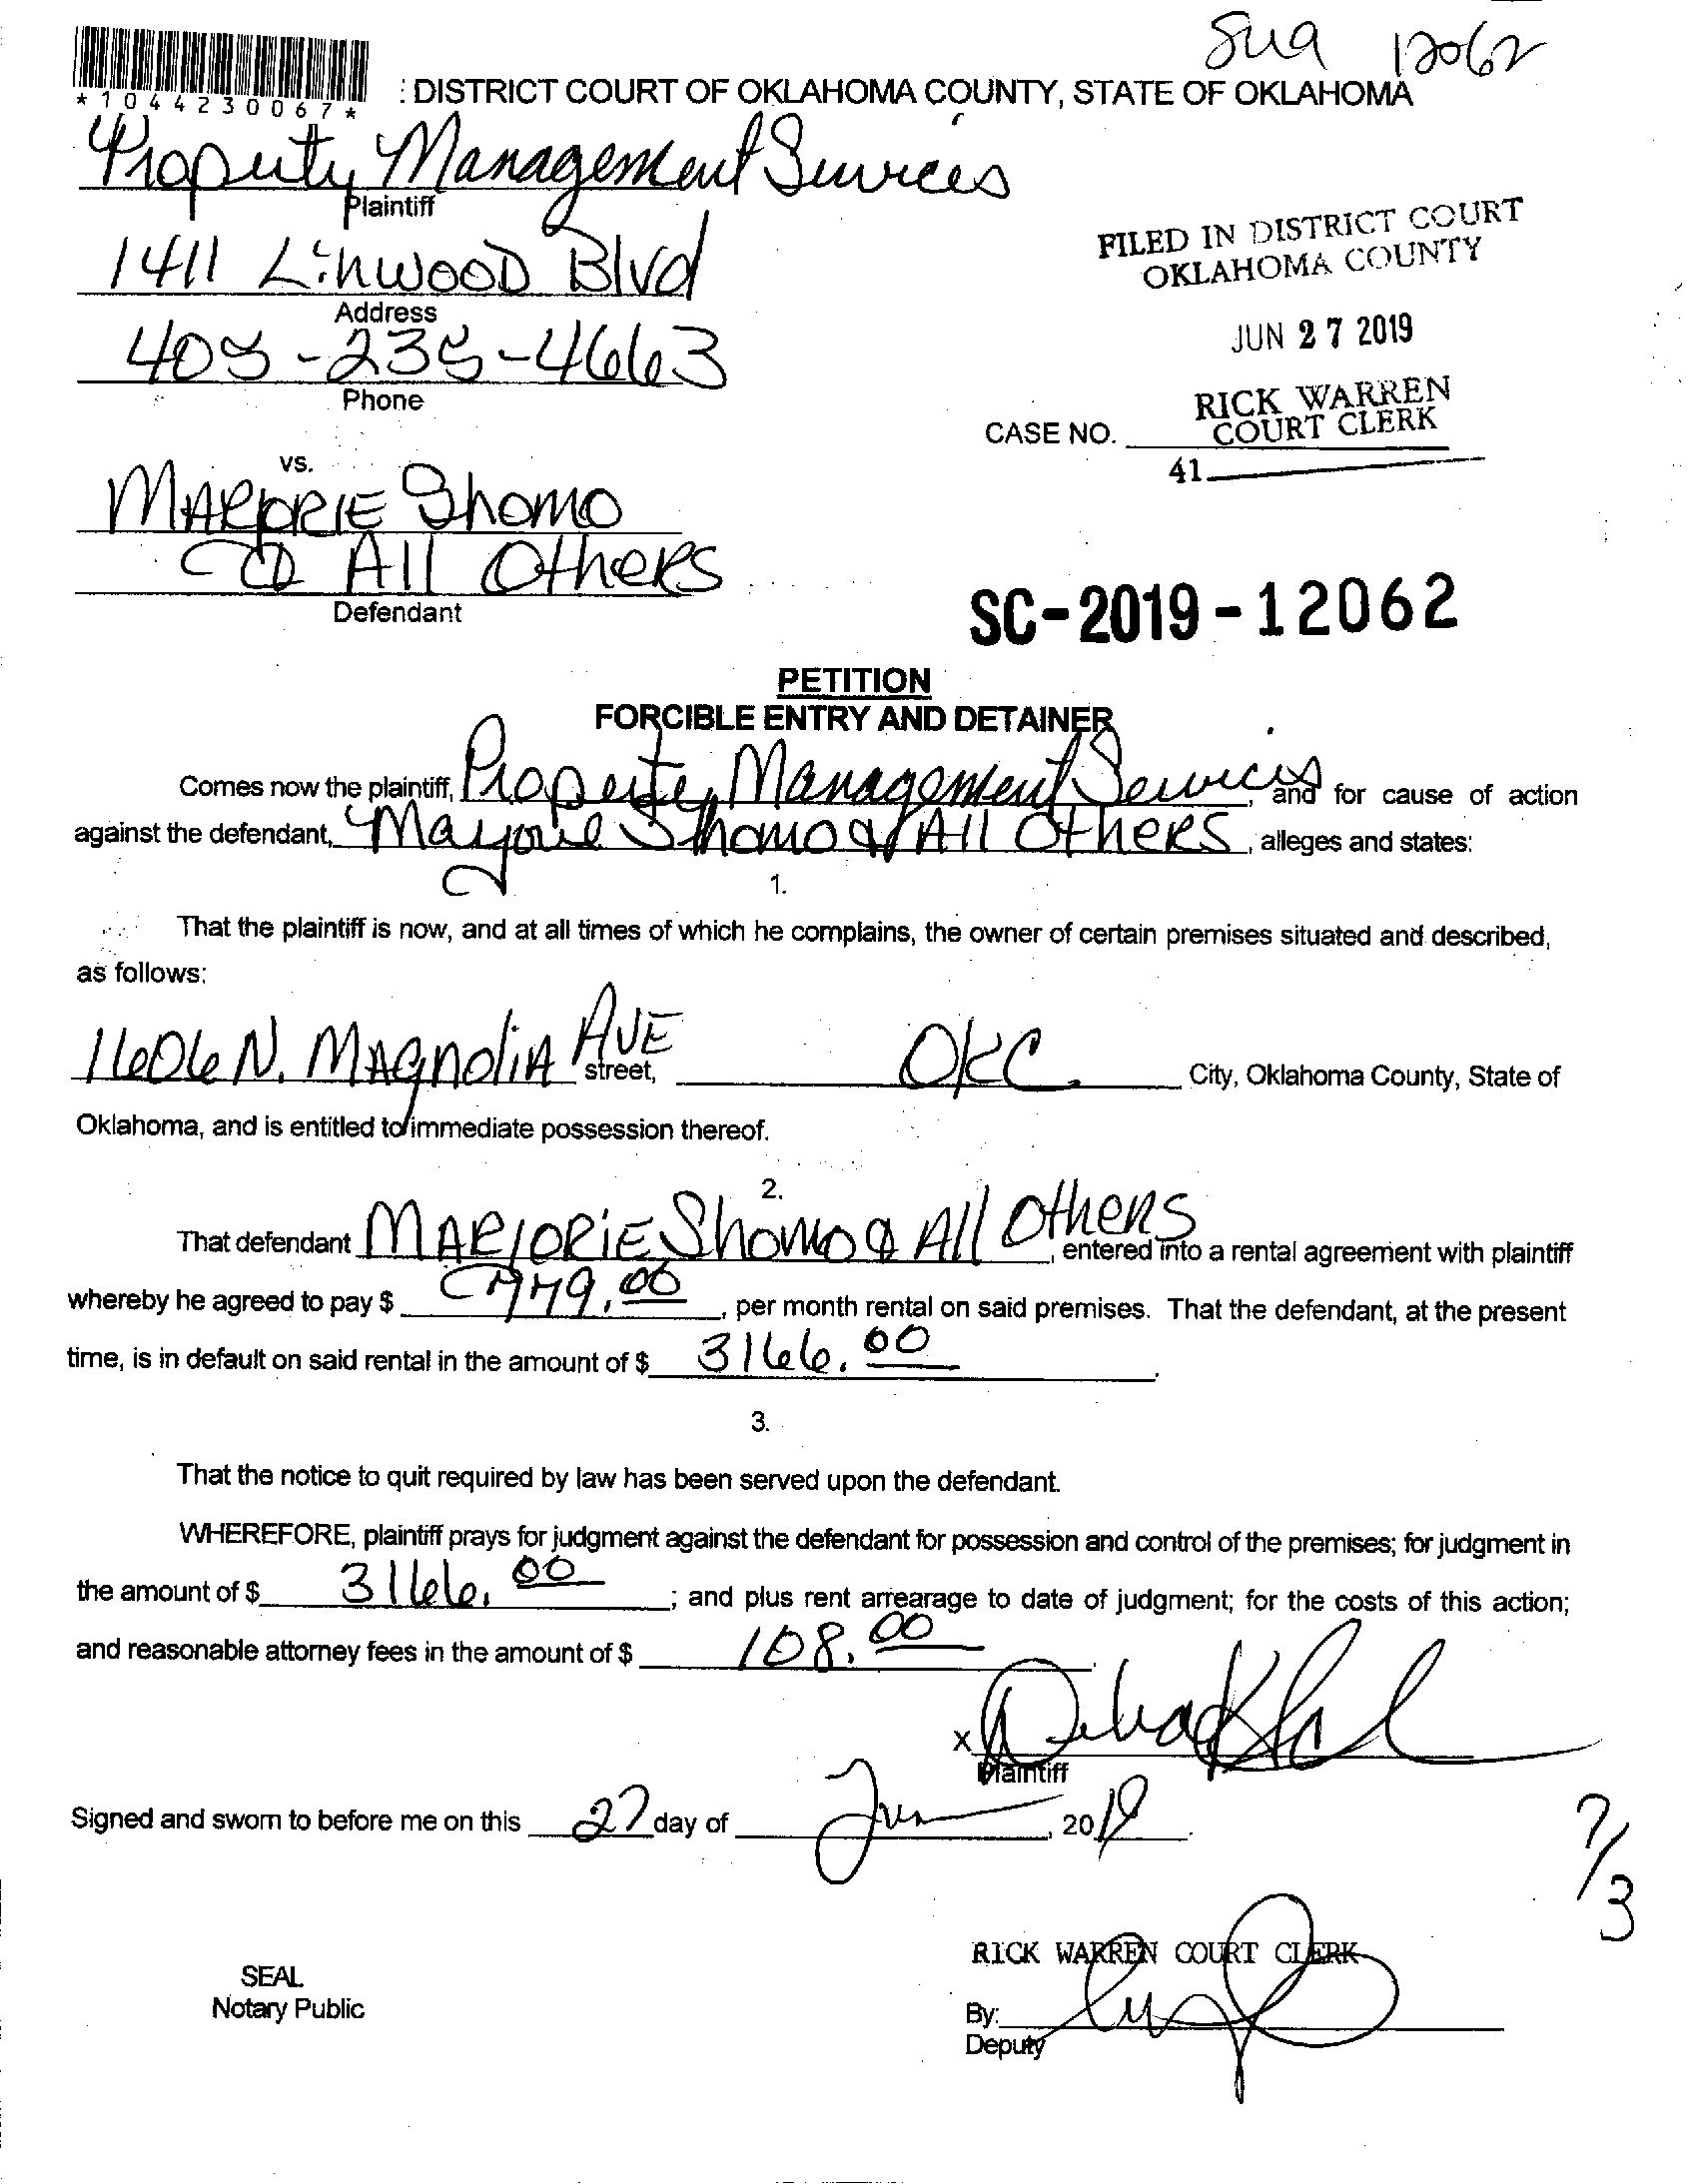 Sua 12062
*1044230067*
: DISTRICT COURT OF OKLAHOMA COUNTY, STATE OF OKLAHOMA
Property Management Services
Plaintiff
1411 Linwood Blvd
Address
405-235-4663
Phone
FILED IN DISTRICT COURT
OKLAHOMA COUNTY
JUN 27 2019
RICK WARREN
COURT CLERK
CASE NO.
41
vs.
MARJORIE Shomo
& All Others
Defendant
SC-2019-12062
PETITION
FORCIBLE ENTRY AND DETAINER
Comes now the plaintiff, Property Management Services, and for cause of action
against the defendant, Marjorie Shomo & All Others, alleges and states:
1.
That the plaintiff is now, and at all times of which he complains, the owner of certain premises situated and described,
as follows:
1606 N. MAgnoliA AVE street, OKC. City, Oklahoma County, State of
Oklahoma, and is entitled to immediate possession thereof.
2.
That defendant MARJORIE Shomo & All Others, entered into a rental agreement with plaintiff
whereby he agreed to pay $ .00, per month rental on said premises. That the defendant, at the present
time, is in default on said rental in the amount of $ 3166.00.
3.
That the notice to quit required by law has been served upon the defendant.
WHEREFORE, plaintiff prays for judgment against the defendant for possession and control of the premises; for judgment in
the amount of $ 3166.00; and plus rent arrearage to date of judgment; for the costs of this action;
and reasonable attorney fees in the amount of $ 108.00
X
Plaintiff
Signed and sworn to before me on this 27 day of Jun, 2019.
7/3
RICK WARREN COURT CLERK
SEAL
Notary Public
By:
Deputy